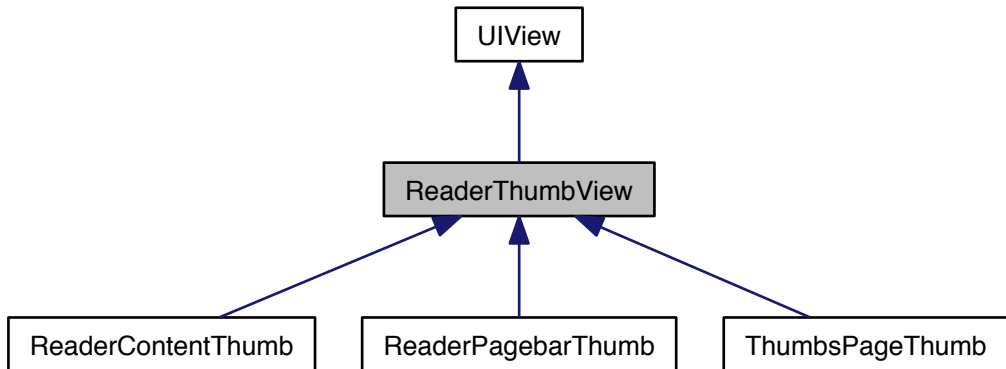 UIView
ReaderThumbView
ReaderContentThumb
ReaderPagebarThumb
ThumbsPageThumb